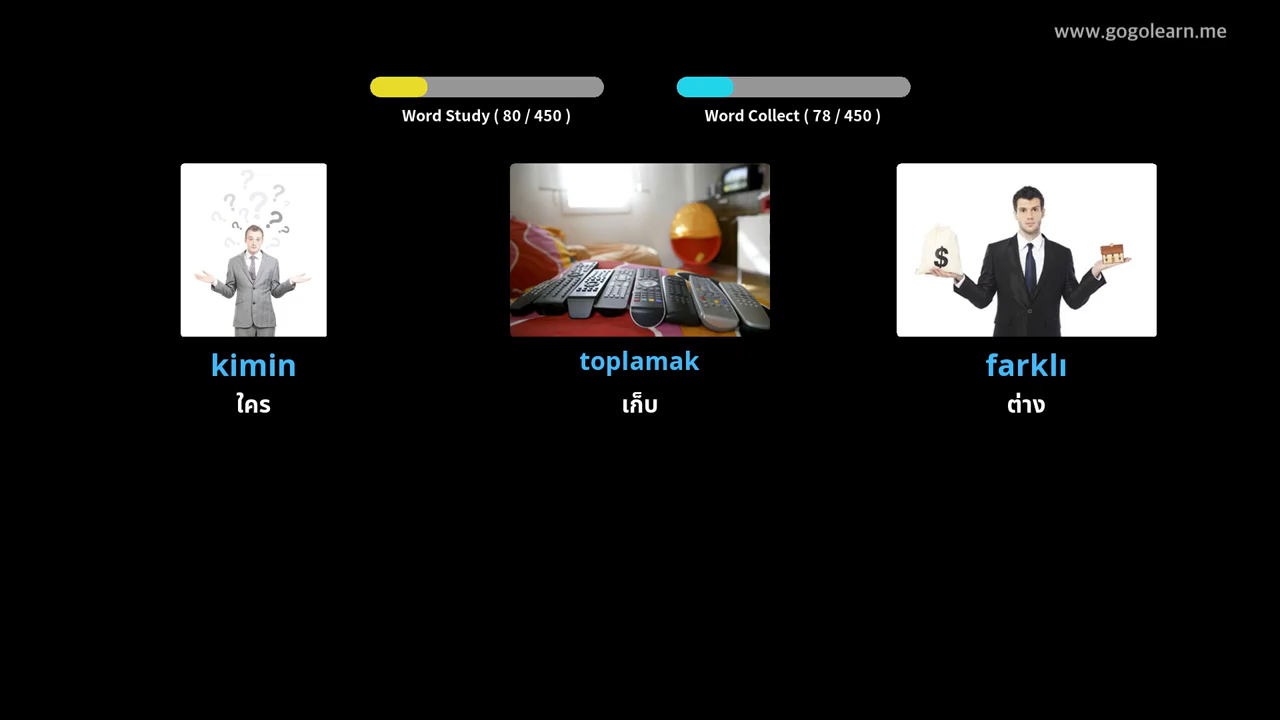 www.gogolearn.me
Word Study ( 80 / 450 )
Word Collect ( 78 / 450 )
kimin
ใคร
toplamak
เก็บ
farklı
ต่าง